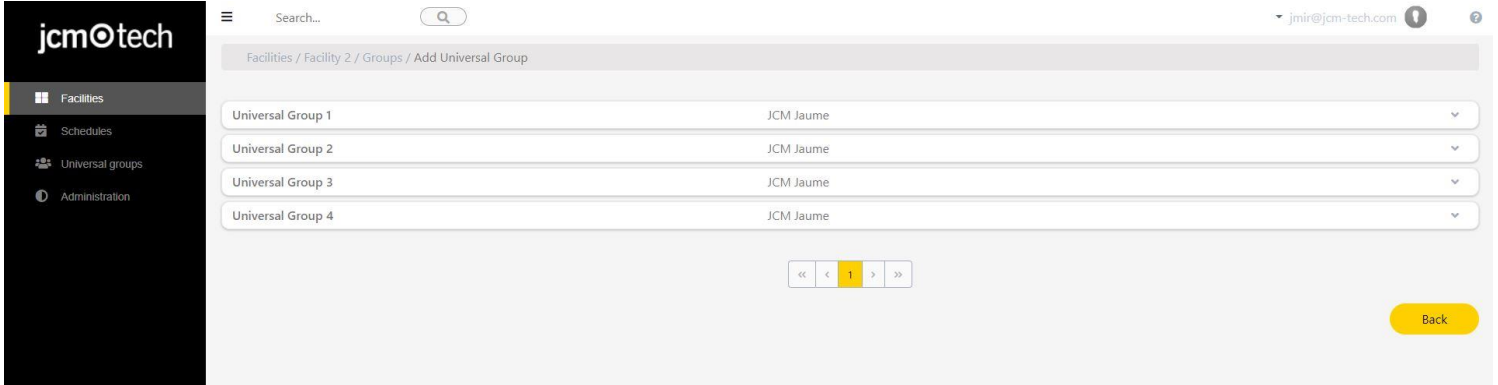 jcm tech
Search...
jmir@jcm-tech.com
Facilities / Facility 2 / Groups / Add Universal Group
Facilities
Schedules
Universal groups
Administration
Universal Group 1 JCM Jaume
Universal Group 2 JCM Jaume
Universal Group 3 JCM Jaume
Universal Group 4 JCM Jaume
« < 1 > »
Back